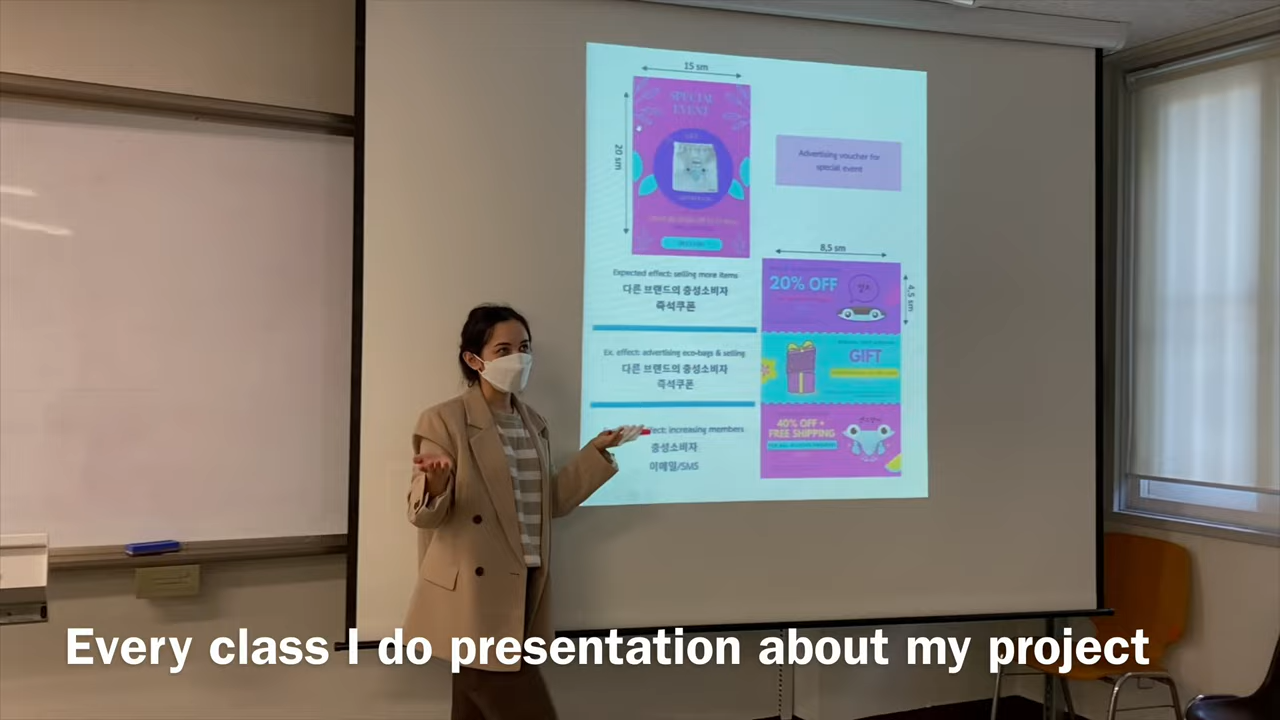 15 sm
SPECIAL
EVENT
20 sm
Advertising voucher for
special event
8,5 sm
4,5 sm
20% OFF
GIFT
40% OFF +
FREE SHIPPING
Expected effect: selling more items
다른 브랜드의 충성소비자
즉석쿠폰
Ex. effect: advertising eco-bags & selling
다른 브랜드의 충성소비자
즉석쿠폰
effect: increasing members
충성소비자
이메일/SMS
Every class I do presentation about my project